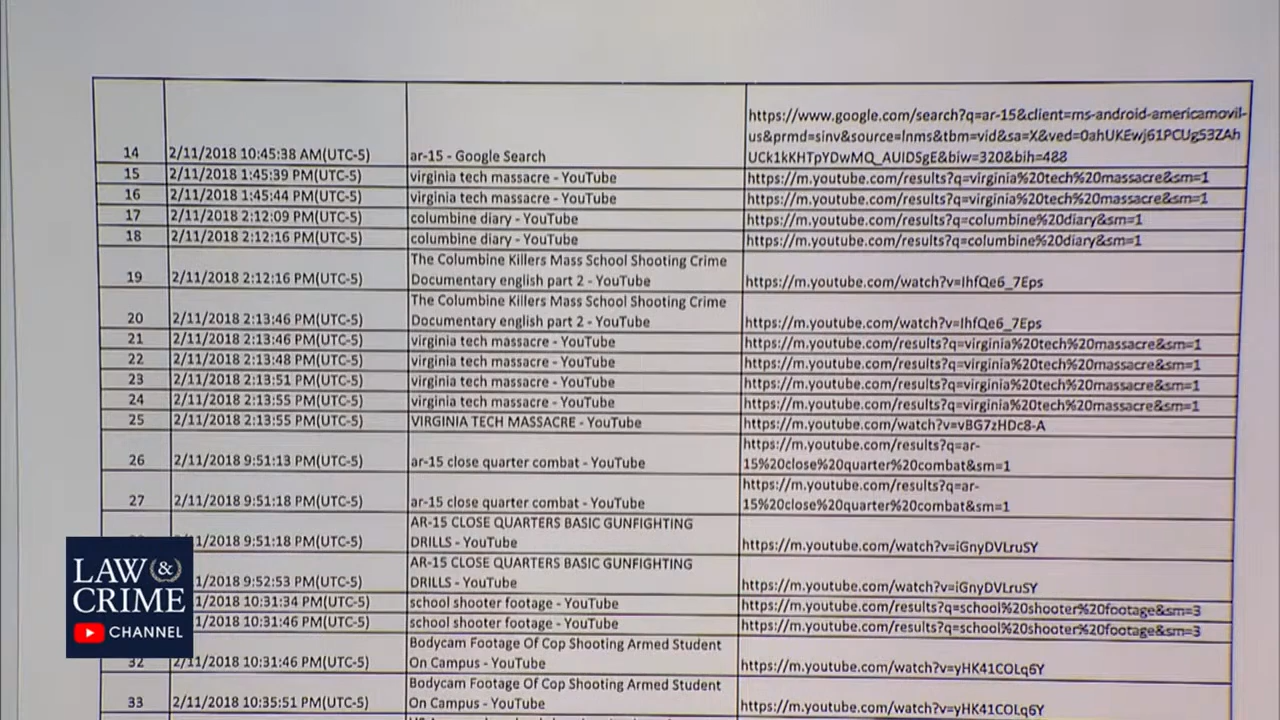 https://www.google.com/search?q=ar-15&client=ms-android-americamovil-
us&prmd=sinv&source=lnms&tbm=vid&sa=X&ved=0ahUKEwj61PCUg53ZAh
14 2/11/2018 10:45:38 AM(UTC-5) ar-15 - Google Search UCk1kKHTpYDwMQ_AUIDSgE&biw=320&bih=488
15 2/11/2018 1:45:39 PM(UTC-5) virginia tech massacre - YouTube https://m.youtube.com/results?q=virginia%20tech%20massacre&sm=1
16 2/11/2018 1:45:44 PM(UTC-5) virginia tech massacre - YouTube https://m.youtube.com/results?q=virginia%20tech%20massacre&sm=1
17 2/11/2018 2:12:09 PM(UTC-5) columbine diary - YouTube https://m.youtube.com/results?q=columbine%20diary&sm=1
18 2/11/2018 2:12:16 PM(UTC-5) columbine diary - YouTube https://m.youtube.com/results?q=columbine%20diary&sm=1
The Columbine Killers Mass School Shooting Crime
19 2/11/2018 2:12:16 PM(UTC-5) Documentary english part 2 - YouTube https://m.youtube.com/watch?v=IhfQe6_7Eps
The Columbine Killers Mass School Shooting Crime
20 2/11/2018 2:13:46 PM(UTC-5) Documentary english part 2 - YouTube https://m.youtube.com/watch?v=IhfQe6_7Eps
21 2/11/2018 2:13:46 PM(UTC-5) virginia tech massacre - YouTube https://m.youtube.com/results?q=virginia%20tech%20massacre&sm=1
22 2/11/2018 2:13:48 PM(UTC-5) virginia tech massacre - YouTube https://m.youtube.com/results?q=virginia%20tech%20massacre&sm=1
23 2/11/2018 2:13:51 PM(UTC-5) virginia tech massacre - YouTube https://m.youtube.com/results?q=virginia%20tech%20massacre&sm=1
24 2/11/2018 2:13:55 PM(UTC-5) virginia tech massacre - YouTube https://m.youtube.com/results?q=virginia%20tech%20massacre&sm=1
25 2/11/2018 2:13:55 PM(UTC-5) VIRGINIA TECH MASSACRE - YouTube https://m.youtube.com/watch?v=vBG7zHDc8-A
https://m.youtube.com/results?q=ar-
26 2/11/2018 9:51:13 PM(UTC-5) ar-15 close quarter combat - YouTube 15%20close%20quarter%20combat&sm=1
https://m.youtube.com/results?q=ar-
27 2/11/2018 9:51:18 PM(UTC-5) ar-15 close quarter combat - YouTube 15%20close%20quarter%20combat&sm=1
AR-15 CLOSE QUARTERS BASIC GUNFIGHTING
2/11/2018 9:51:18 PM(UTC-5) DRILLS - YouTube https://m.youtube.com/watch?v=iGnyDVLruSY
AR-15 CLOSE QUARTERS BASIC GUNFIGHTING
1/2018 9:52:53 PM(UTC-5) DRILLS - YouTube https://m.youtube.com/watch?v=iGnyDVLruSY
1/2018 10:31:34 PM(UTC-5) school shooter footage - YouTube https://m.youtube.com/results?q=school%20shooter%20footage&sm=3
1/2018 10:31:46 PM(UTC-5) school shooter footage - YouTube https://m.youtube.com/results?q=school%20shooter%20footage&sm=3
Bodycam Footage Of Cop Shooting Armed Student
32 2/11/2018 10:31:46 PM(UTC-5) On Campus - YouTube https://m.youtube.com/watch?v=yHK41COLq6Y
Bodycam Footage Of Cop Shooting Armed Student
33 2/11/2018 10:35:51 PM(UTC-5) On Campus - YouTube https://m.youtube.com/watch?v=yHK41COLq6Y
LAW &
CRIME
CHANNEL